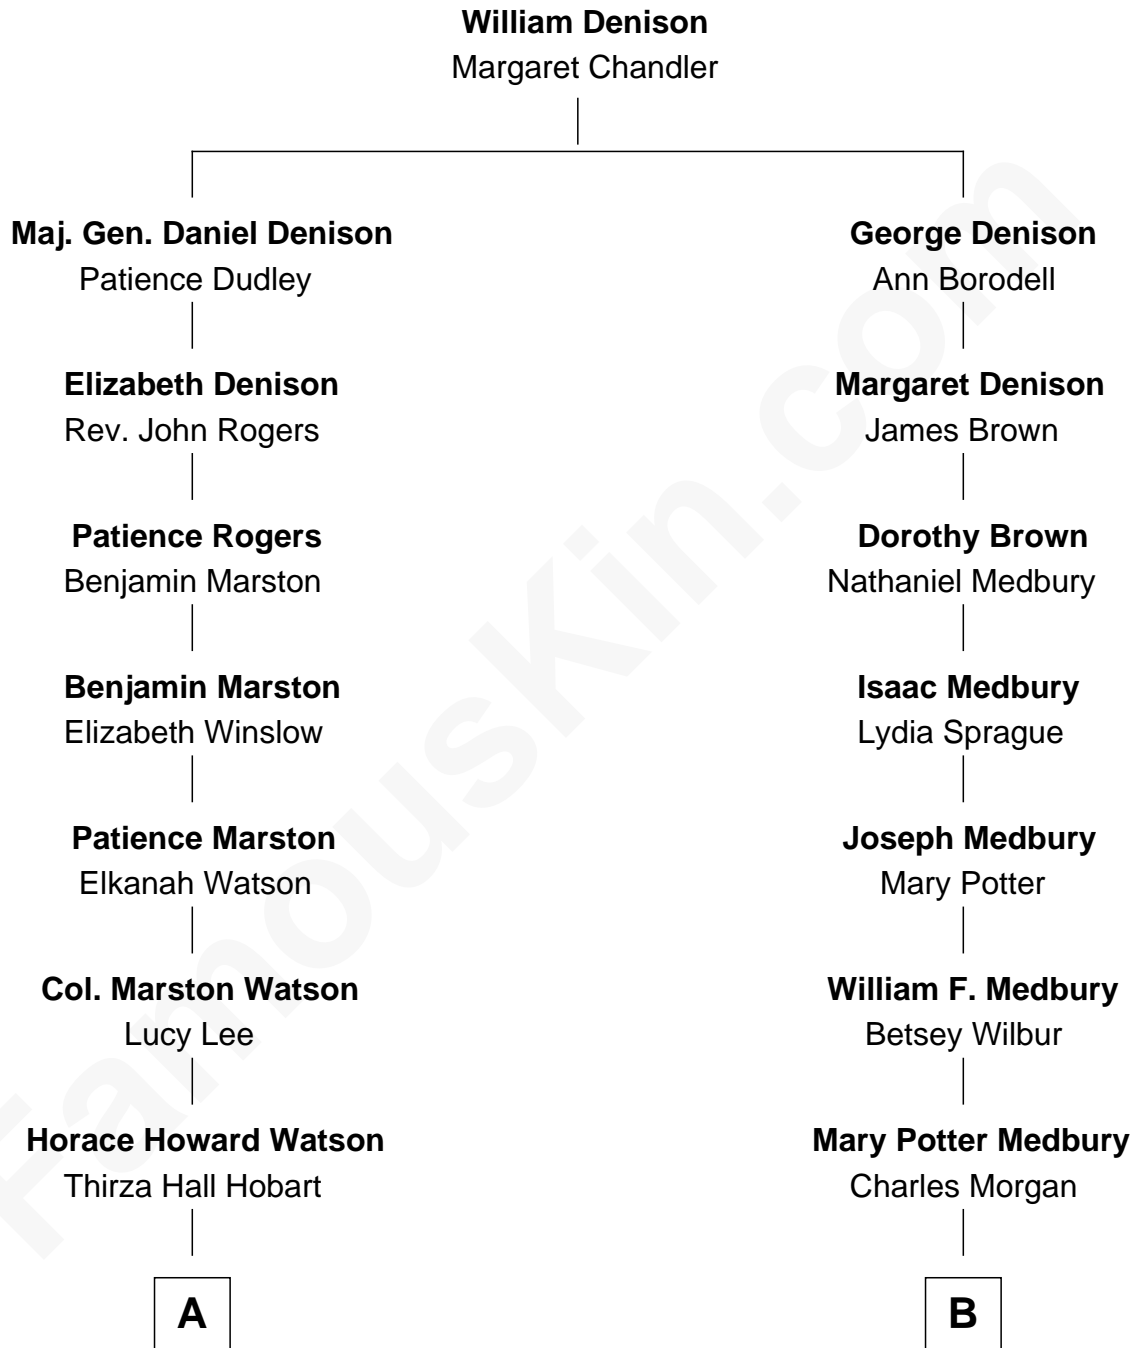 William Denison
Margaret Chandler
Maj. Gen. Daniel Denison
Patience Dudley
Elizabeth Denison
Rev. John Rogers
Patience Rogers
Benjamin Marston
Benjamin Marston
Elizabeth Winslow
Patience Marston
Elkanah Watson
Col. Marston Watson
Lucy Lee
Horace Howard Watson
Thirza Hall Hobart
A
George Denison
Ann Borodell
Margaret Denison
James Brown
Dorothy Brown
Nathaniel Medbury
Isaac Medbury
Lydia Sprague
Joseph Medbury
Mary Potter
William F. Medbury
Betsey Wilbur
Mary Potter Medbury
Charles Morgan
B
FamousKin.com